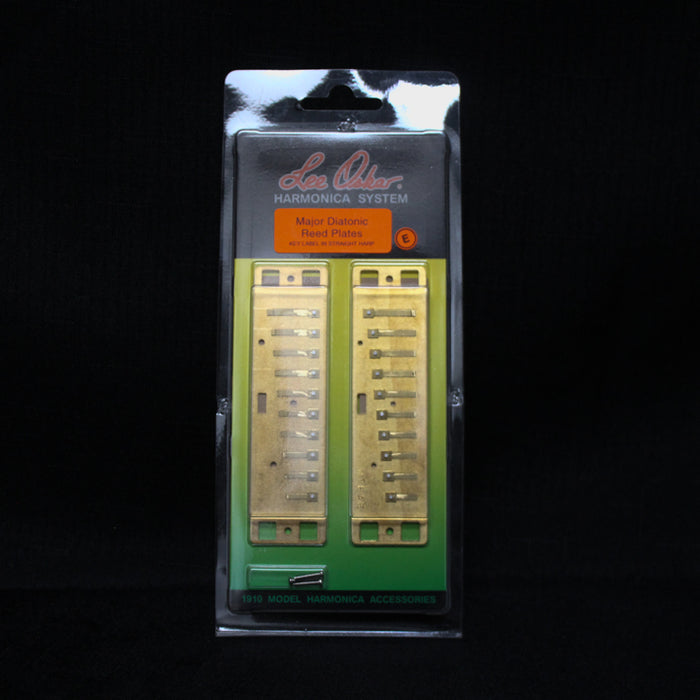 Lee Oskar®
HARMONICA SYSTEM
Major Diatonic
Reed Plates
KEY LABEL IN STRAIGHT HARP
E
1910 MODEL HARMONICA ACCESSORIES